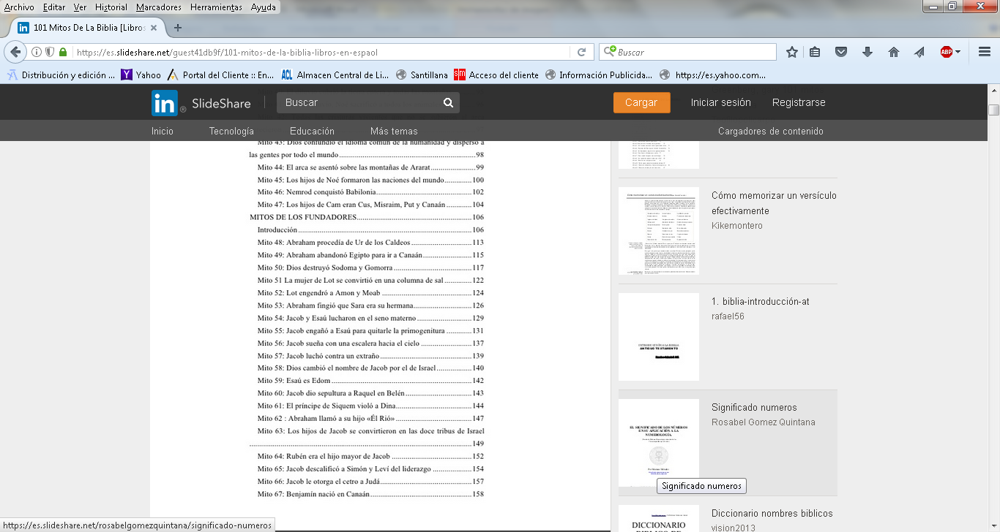 Archivo Editar Ver Historial Marcadores Herramientas Ayuda
in 101 Mitos De La Biblia [Libros × +
https://es.slideshare.net/guest41db9f/101-mitos-de-la-biblia-libros-en-espaol
Buscar
ABP
Distribución y edición ... Yahoo Portal del Cliente :: En... ACL Almacen Central de Li... Santillana sm Acceso del cliente Información Publicida... https://es.yahoo.com...
in ® SlideShare Buscar Cargar Iniciar sesión Registrarse
Inicio Tecnología Educación Más temas Cargadores de contenido
Mito 43: Dios confundió el idioma común de la humanidad y dispersó a
las gentes por todo el mundo 98
Mito 44: El arca se asentó sobre las montañas de Ararat 99
Mito 45: Los hijos de Noé formaron las naciones del mundo 100
Mito 46: Nemrod conquistó Babilonia 102
Mito 47: Los hijos de Cam eran Cus, Misraim, Put y Canaán 104
MITOS DE LOS FUNDADORES 106
Introducción 106
Mito 48: Abraham procedía de Ur de los Caldeos 113
Mito 49: Abraham abandonó Egipto para ir a Canaán 115
Mito 50: Dios destruyó Sodoma y Gomorra 117
Mito 51 La mujer de Lot se convirtió en una columna de sal 122
Mito 52: Lot engendró a Amon y Moab 124
Mito 53: Abraham fingió que Sara era su hermana 126
Mito 54: Jacob y Esaú lucharon en el seno materno 129
Mito 55: Jacob engañó a Esaú para quitarle la primogenitura 131
Mito 56: Jacob sueña con una escalera hacia el cielo 137
Mito 57: Jacob luchó contra un extraño 139
Mito 58: Dios cambió el nombre de Jacob por el de Israel 140
Mito 59: Esaú es Edom 142
Mito 60: Jacob dio sepultura a Raquel en Belén 143
Mito 61: El príncipe de Siquem violó a Dina 144
Mito 62 : Abraham llamó a su hijo «Él Rió» 147
Mito 63: Los hijos de Jacob se convirtieron en las doce tribus de Israel
149
Mito 64: Rubén era el hijo mayor de Jacob 152
Mito 65: Jacob descalificó a Simón y Leví del liderazgo 154
Mito 66: Jacob le otorga el cetro a Judá 157
Mito 67: Benjamín nació en Canaán 158
Cómo memorizar un versículo
efectivamente
Kikemontero
1. biblia-introducción-at
rafael56
INTRODUCCIÓN A LA BIBLIA
ANTIGUO TESTAMENTO
Significado numeros
Rosabel Gomez Quintana
EL SIGNIFICADO DE LOS NÚMEROS
EN SU APLICACIÓN A LA
NUMEROLOGÍA.
Significado numeros
Diccionario nombres biblicos
vision2013
DICCIONARIO
https://es.slideshare.net/rosabelgomezquintana/significado-numeros